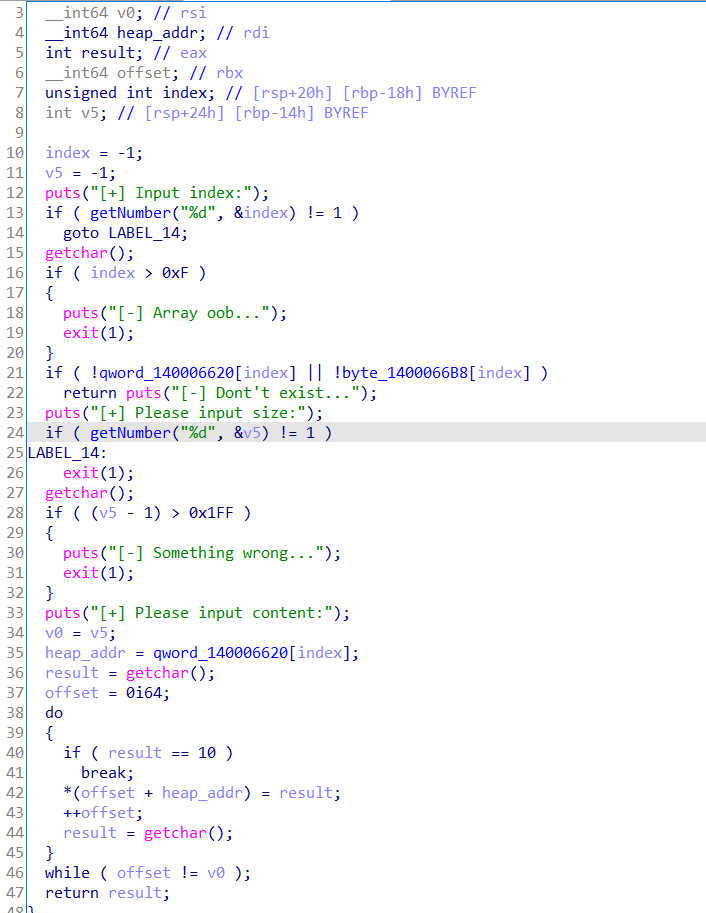 3 __int64 v0; // rsi
4 __int64 heap_addr; // rdi
5 int result; // eax
6 __int64 offset; // rbx
7 unsigned int index; // [rsp+20h] [rbp-18h] BYREF
8 int v5; // [rsp+24h] [rbp-14h] BYREF
9
10 index = -1;
11 v5 = -1;
12 puts("[+] Input index:");
13 if ( getNumber("%d", &index) != 1 )
14 goto LABEL_14;
15 getchar();
16 if ( index > 0xF )
17 {
18 puts("[-] Array oob...");
19 exit(1);
20 }
21 if ( !qword_140006620[index] || !byte_1400066B8[index] )
22 return puts("[-] Dont't exist...");
23 puts("[+] Please input size:");
24 if ( getNumber("%d", &v5) != 1 )
25 LABEL_14:
26 exit(1);
27 getchar();
28 if ( (v5 - 1) > 0x1FF )
29 {
30 puts("[-] Something wrong...");
31 exit(1);
32 }
33 puts("[+] Please input content:");
34 v0 = v5;
35 heap_addr = qword_140006620[index];
36 result = getchar();
37 offset = 0i64;
38 do
39 {
40 if ( result == 10 )
41 break;
42 *(offset + heap_addr) = result;
43 ++offset;
44 result = getchar();
45 }
46 while ( offset != v0 );
47 return result;
48 }